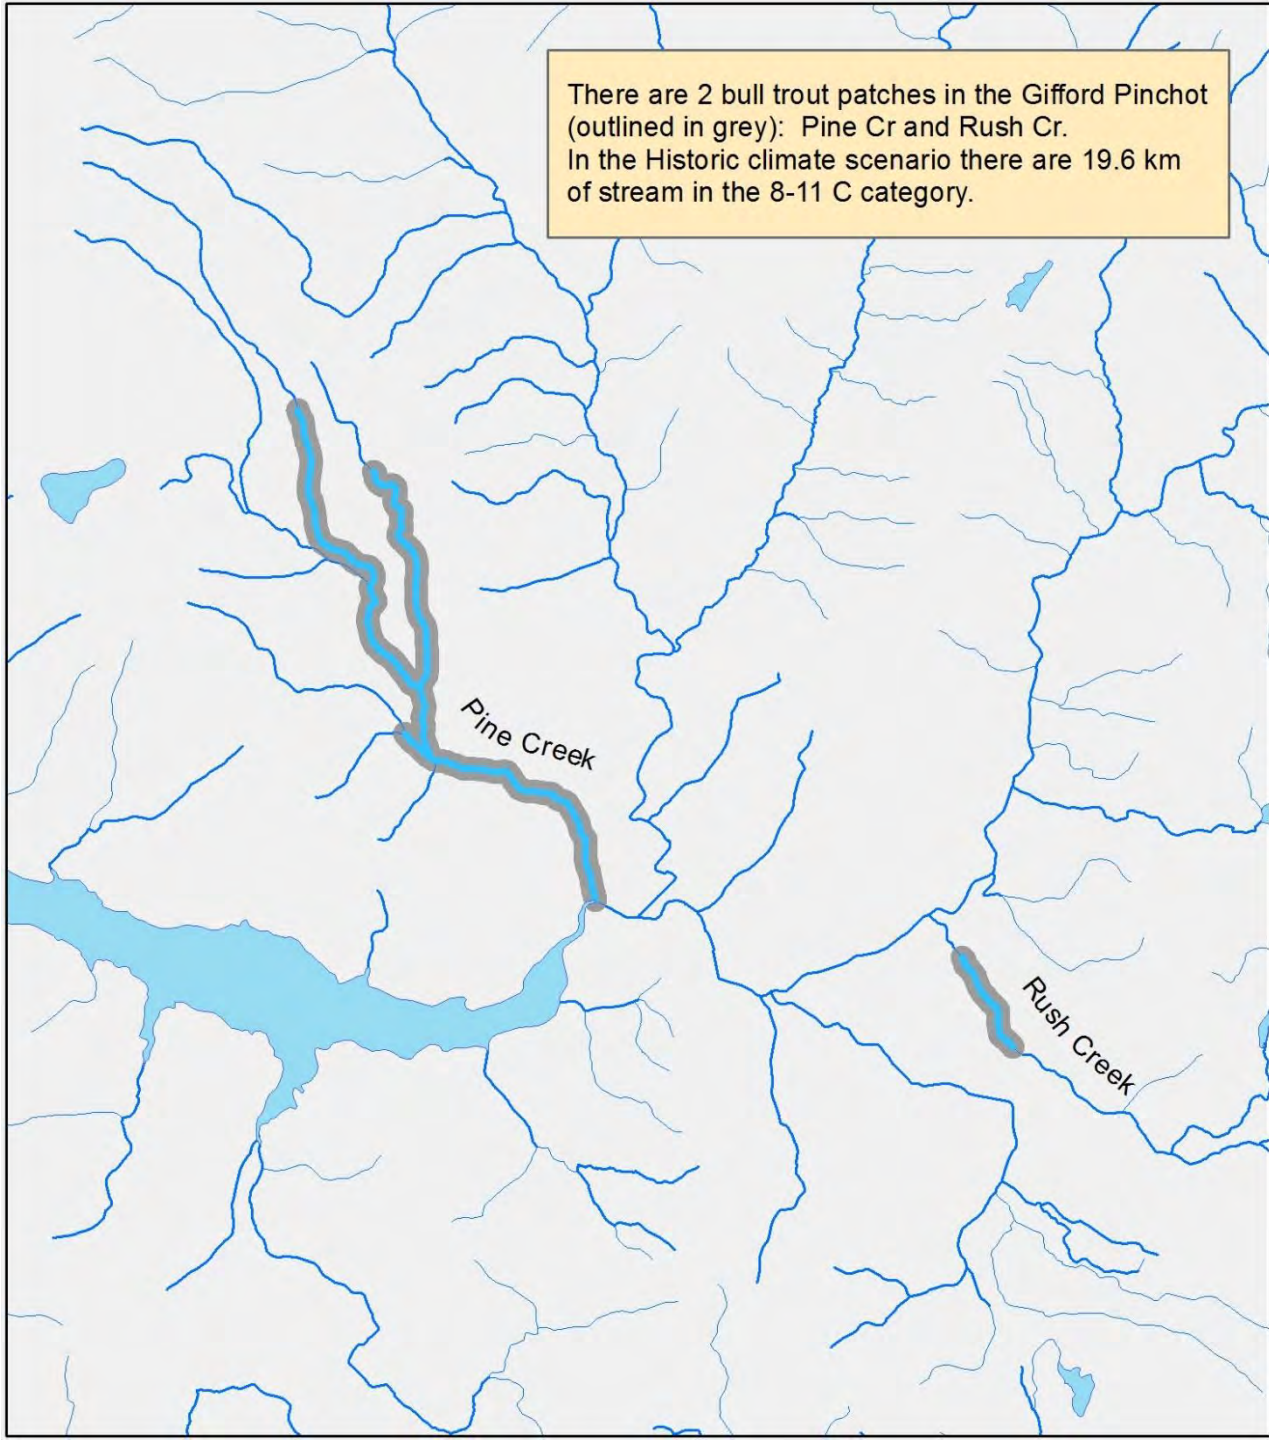 There are 2 bull trout patches in the Gifford Pinchot
(outlined in grey):  Pine Cr and Rush Cr.
In the Historic climate scenario there are 19.6 km
of stream in the 8-11 C category.
Pine Creek
Rush Creek